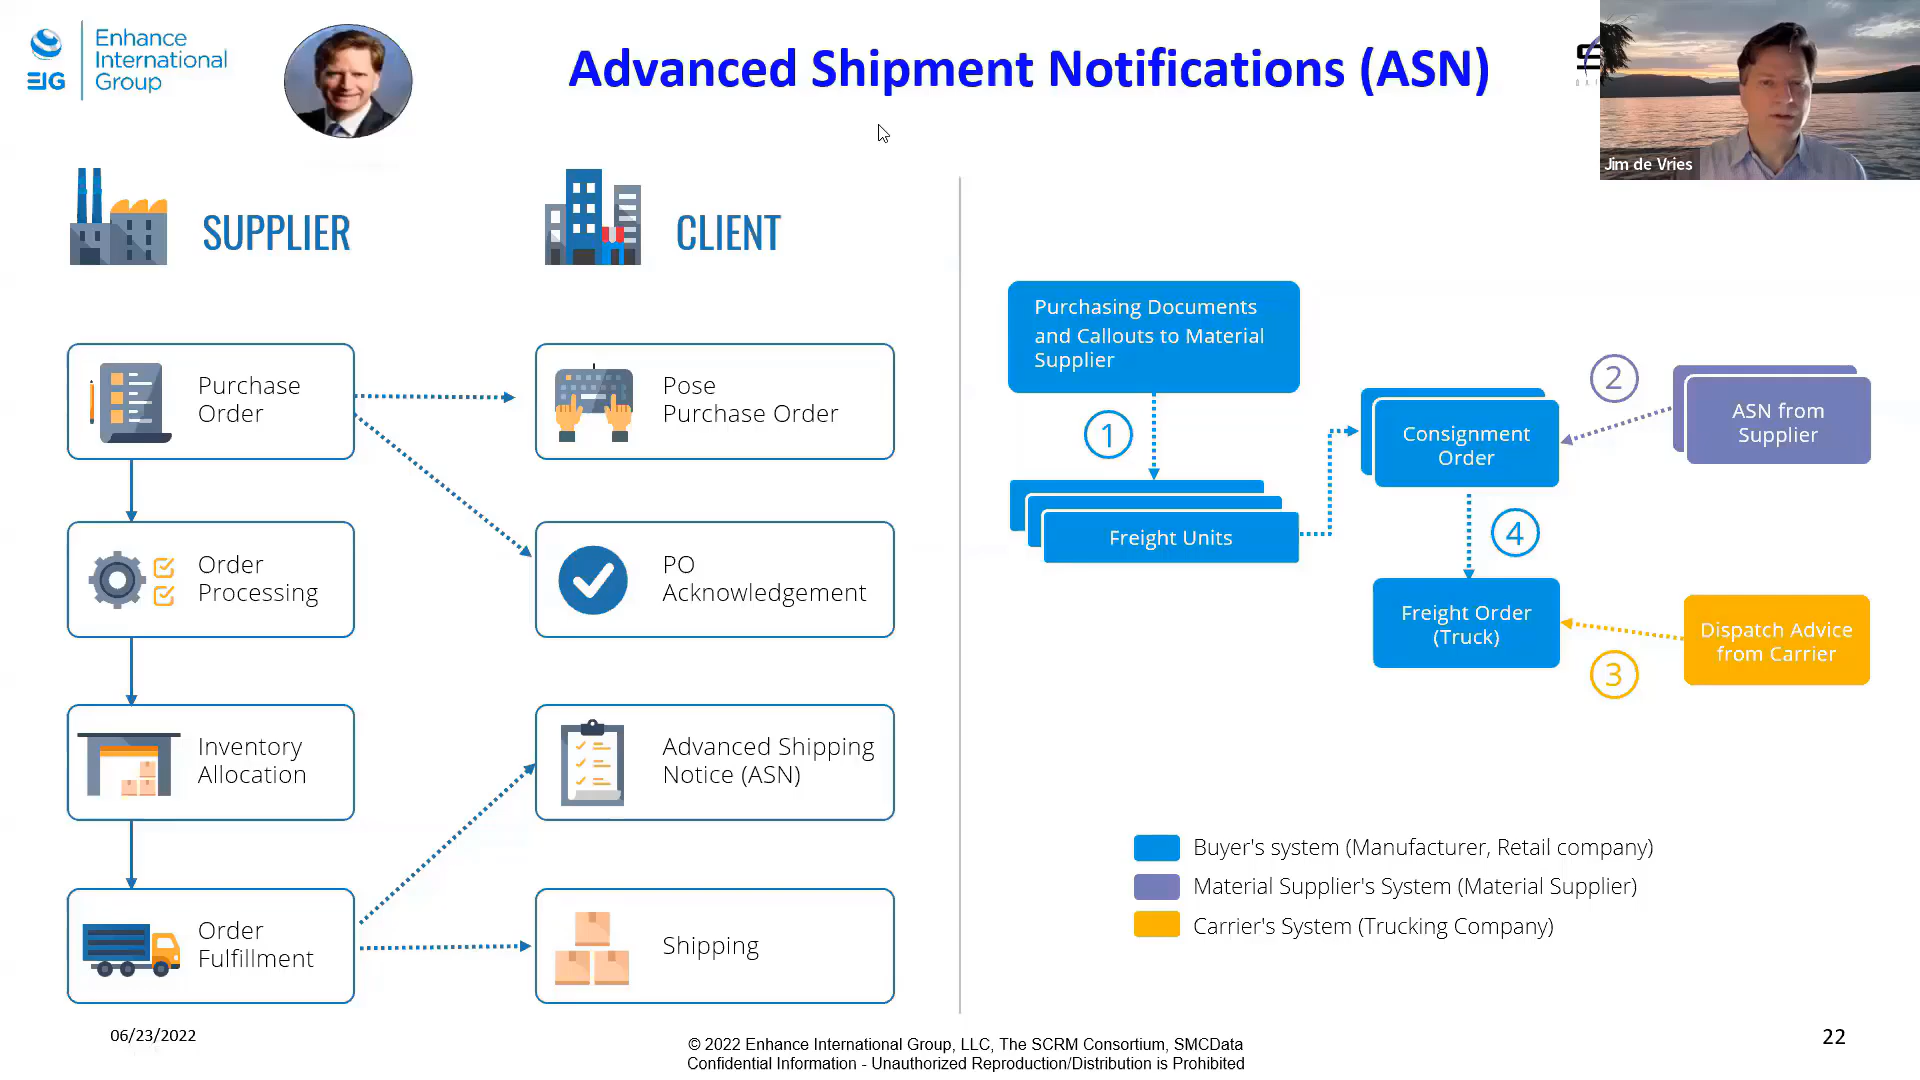 Enhance
International
Group
EIG
Advanced Shipment Notifications (ASN)
Jim de Vries
SUPPLIER
CLIENT
Purchase
Order
Pose
Purchase Order
Order
Processing
PO
Acknowledgement
Inventory
Allocation
Advanced Shipping
Notice (ASN)
Order
Fulfillment
Shipping
Purchasing Documents
and Callouts to Material
Supplier
1
Freight Units
Consignment
Order
2
ASN from
Supplier
4
Freight Order
(Truck)
Dispatch Advice
from Carrier
3
Buyer's system (Manufacturer, Retail company)
Material Supplier's System (Material Supplier)
Carrier's System (Trucking Company)
06/23/2022
© 2022 Enhance International Group, LLC, The SCRM Consortium, SMCData
Confidential Information - Unauthorized Reproduction/Distribution is Prohibited
22